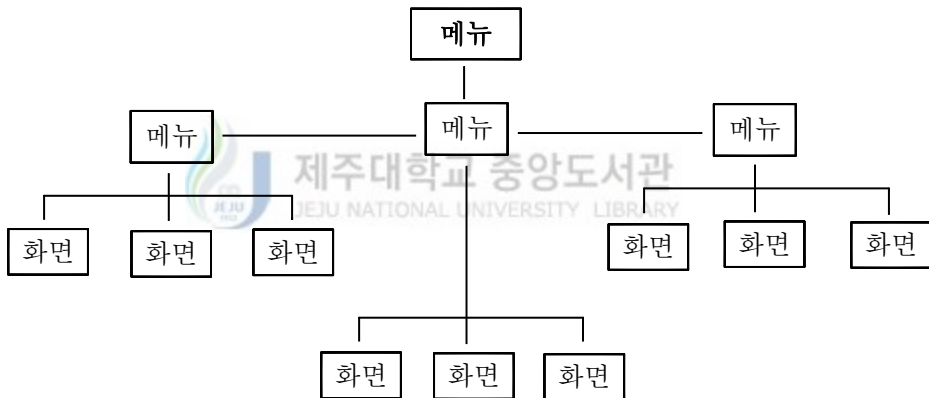 메뉴
메뉴 메뉴 메뉴
제주대학교 중앙도서관
JEJU NATIONAL UNIVERSITY LIBRARY
JEJU
1952
화면 화면 화면 화면 화면 화면
화면 화면 화면